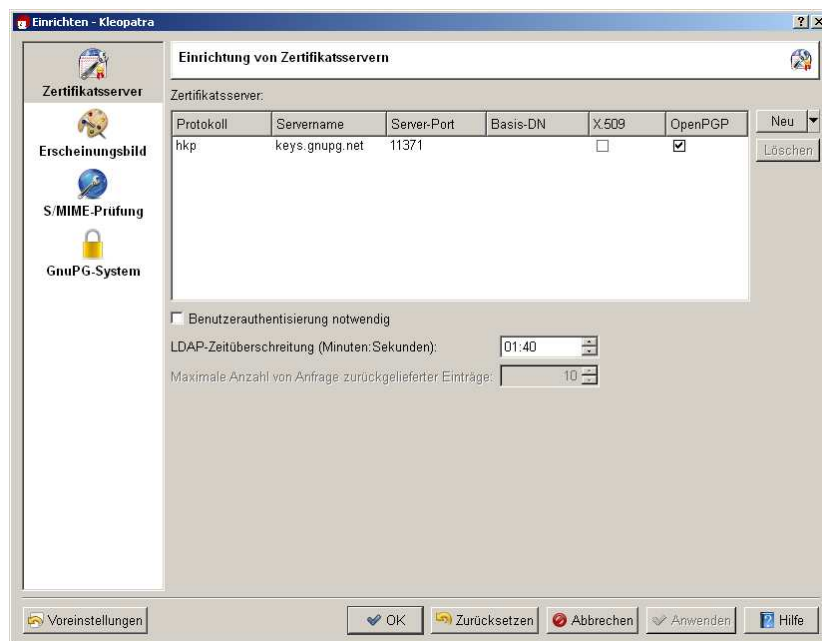 Einrichten - Kleopatra
Zertifikatsserver
Erscheinungsbild
S/MIME-Prüfung
GnuPG-System
Einrichtung von Zertifikatsservern
Zertifikatsserver:
Protokoll Servername Server-Port Basis-DN X.509 OpenPGP
hkp keys.gnupg.net 11371
Neu
Löschen
Benutzerauthentisierung notwendig
LDAP-Zeitüberschreitung (Minuten:Sekunden): 01:40
Maximale Anzahl von Anfrage zurückgelieferter Einträge: 10
Voreinstellungen OK Zurücksetzen Abbrechen Anwenden Hilfe